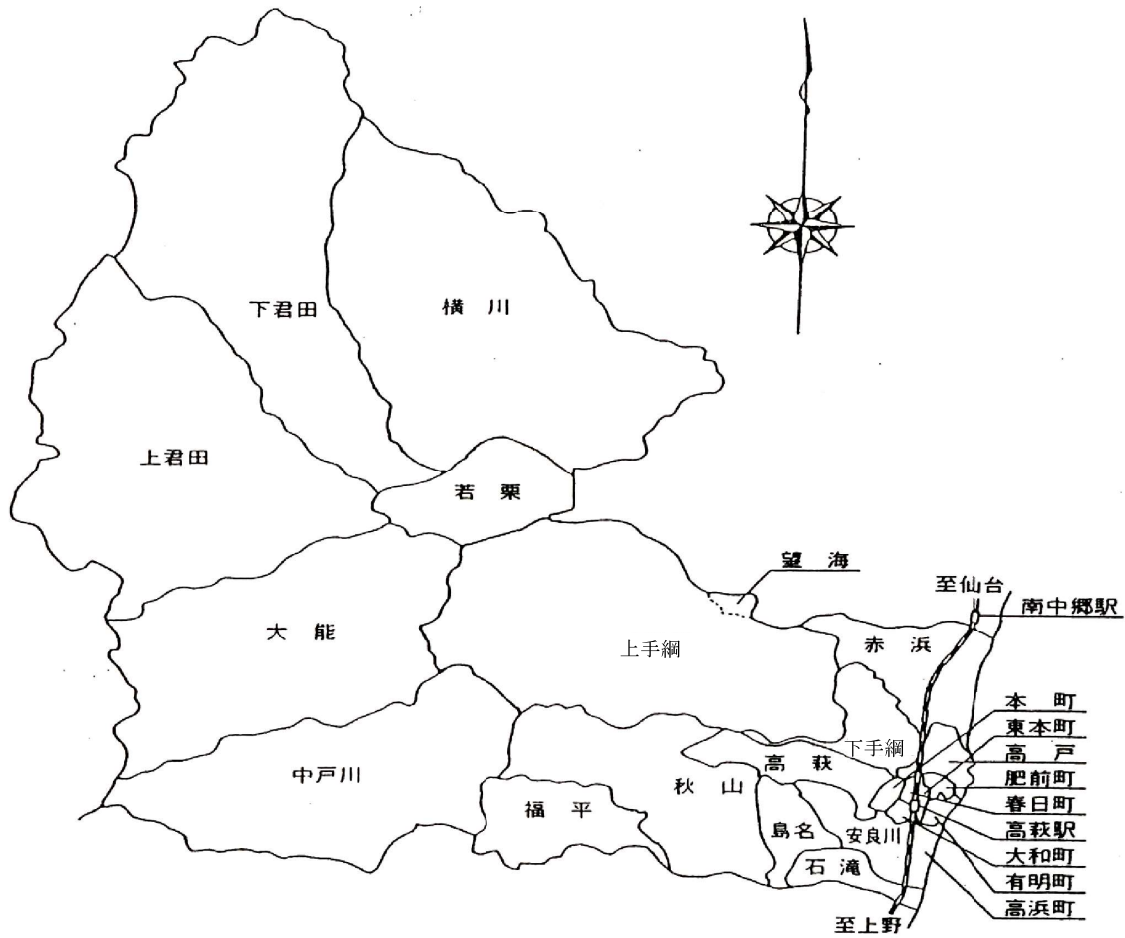 下君田
横川
上君田
若栗
望海
至仙台
南中郷駅
大能
上手綱
赤浜
本町
東本町
高戸
肥前町
春日町
高萩駅
大和町
有明町
高浜町
下手綱
高萩
中戸川
秋山
福平
島名
安良川
石滝
至上野